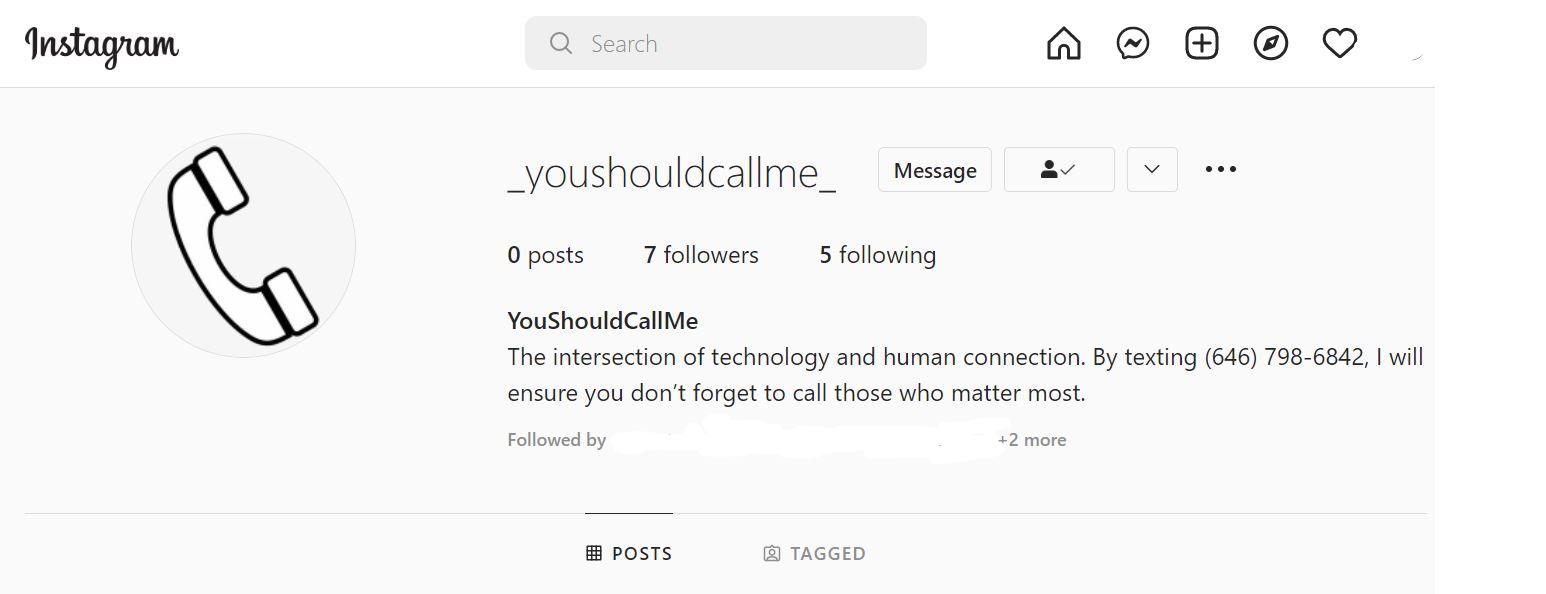 Instagram
Search
_youshouldcallme_
Message
0 posts 7 followers 5 following
YouShouldCallMe
The intersection of technology and human connection. By texting (646) 798-6842, I will
ensure you don’t forget to call those who matter most.
Followed by +2 more
POSTS TAGGED